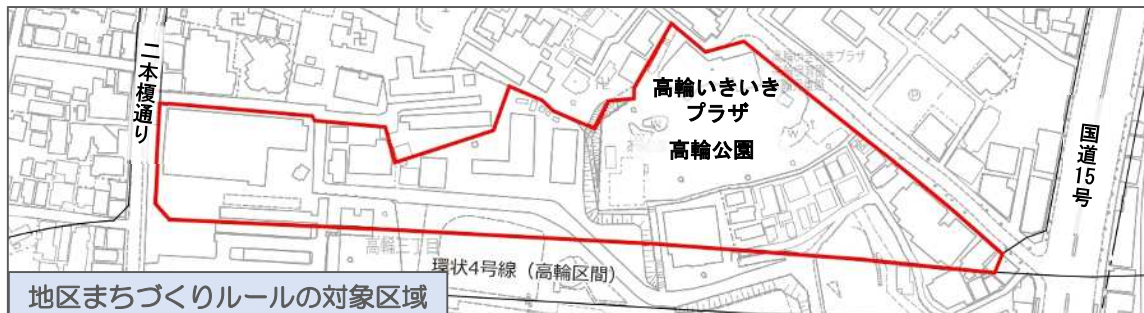 二本榎通り
高輪いきいき
プラザ
高輪公園
国道15号
高輪三丁目
環状4号線（高輪区間）
地区まちづくりルールの対象区域